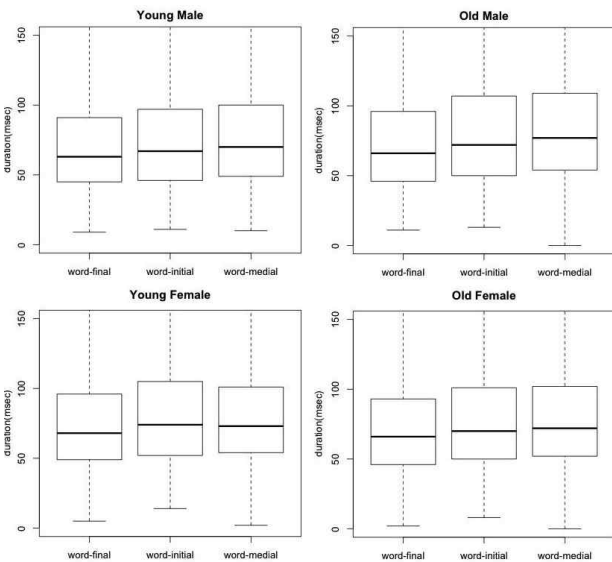 Young Male
duration(msec)
150
100
50
0
word-final word-initial word-medial
Old Male
duration(msec)
150
100
50
0
word-final word-initial word-medial
Young Female
duration(msec)
150
100
50
0
word-final word-initial word-medial
Old Female
duration(msec)
150
100
50
0
word-final word-initial word-medial